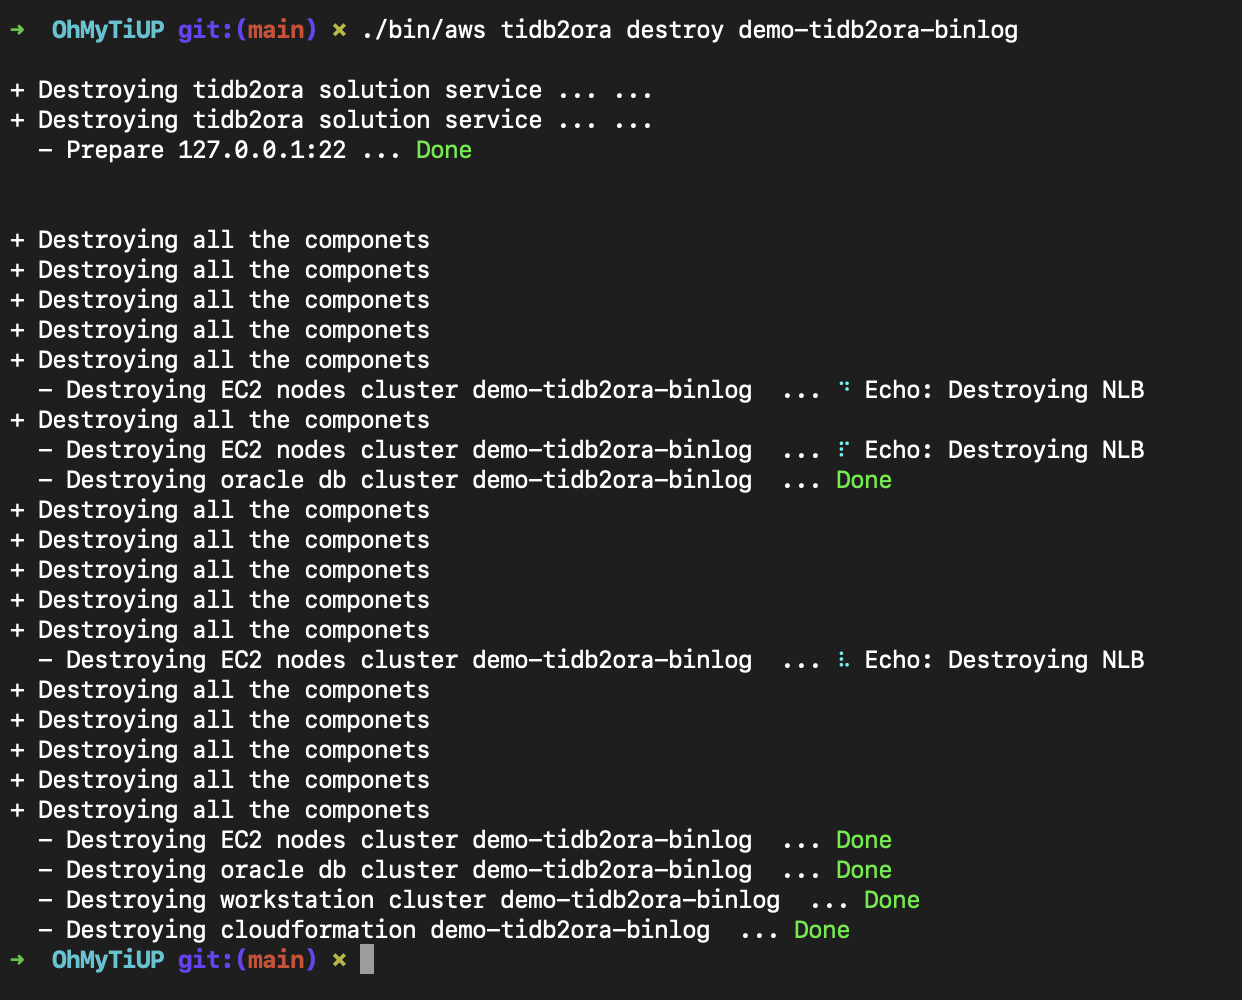 ➜  OhMyTiUP git:(main) ✗ ./bin/aws tidb2ora destroy demo-tidb2ora-binlog
+ Destroying tidb2ora solution service ... ...
+ Destroying tidb2ora solution service ... ...
  - Prepare 127.0.0.1:22 ... Done
+ Destroying all the componets
+ Destroying all the componets
+ Destroying all the componets
+ Destroying all the componets
+ Destroying all the componets
  - Destroying EC2 nodes cluster demo-tidb2ora-binlog  ... ⠙ Echo: Destroying NLB
+ Destroying all the componets
  - Destroying EC2 nodes cluster demo-tidb2ora-binlog  ... ⠏ Echo: Destroying NLB
  - Destroying oracle db cluster demo-tidb2ora-binlog  ... Done
+ Destroying all the componets
+ Destroying all the componets
+ Destroying all the componets
+ Destroying all the componets
+ Destroying all the componets
  - Destroying EC2 nodes cluster demo-tidb2ora-binlog  ... ⠧ Echo: Destroying NLB
+ Destroying all the componets
+ Destroying all the componets
+ Destroying all the componets
+ Destroying all the componets
+ Destroying all the componets
  - Destroying EC2 nodes cluster demo-tidb2ora-binlog  ... Done
  - Destroying oracle db cluster demo-tidb2ora-binlog  ... Done
  - Destroying workstation cluster demo-tidb2ora-binlog  ... Done
  - Destroying cloudformation demo-tidb2ora-binlog  ... Done
➜  OhMyTiUP git:(main) ✗